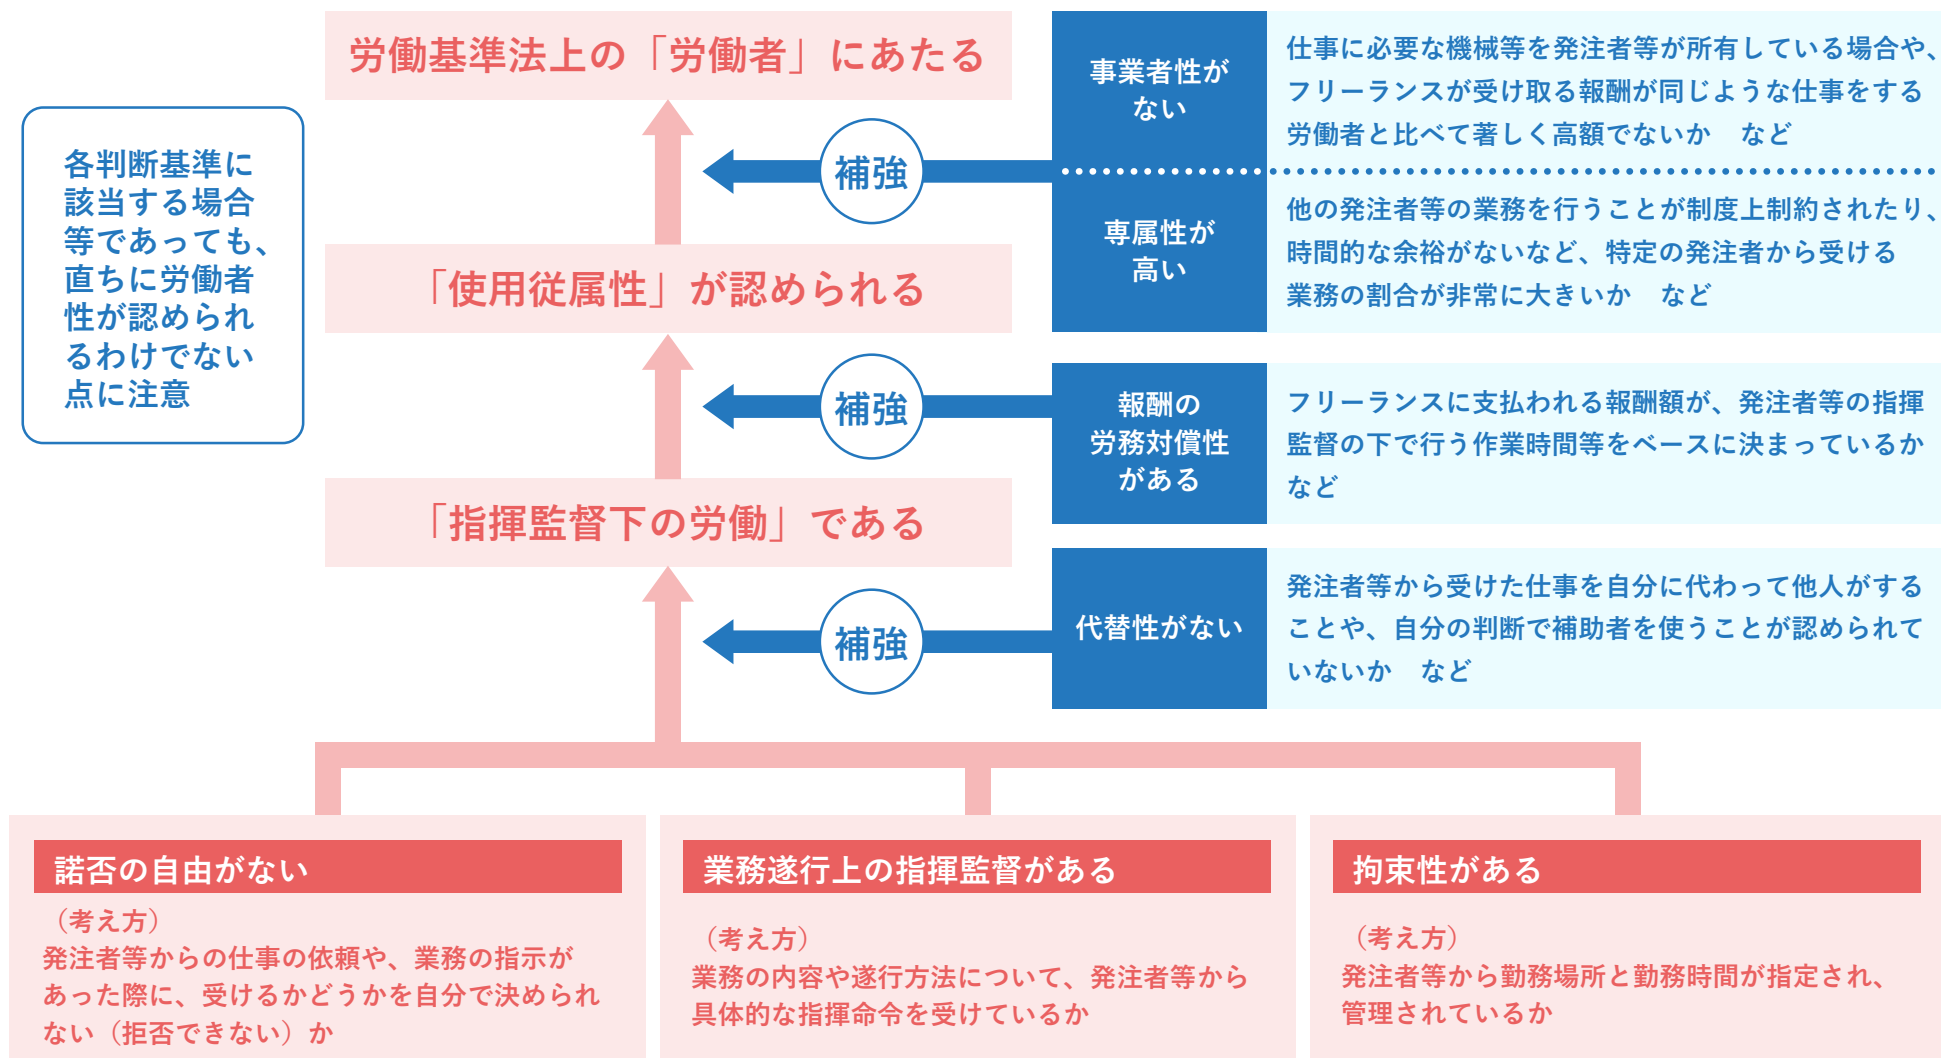 労働基準法上の「労働者」にあたる
各判断基準に
該当する場合
等であっても、
直ちに労働者
性が認められ
るわけでない
点に注意
補強
事業者性が
ない
仕事に必要な機械等を発注者等が所有している場合や、
フリーランスが受け取る報酬が同じような仕事をする
労働者と比べて著しく高額でないか　など
専属性が
高い
他の発注者等の業務を行うことが制度上制約されたり、
時間的な余裕がないなど、特定の発注者から受ける
業務の割合が非常に大きいか　など
「使用従属性」が認められる
補強
報酬の
労務対償性
がある
フリーランスに支払われる報酬額が、発注者等の指揮
監督の下で行う作業時間等をベースに決まっているか
など
「指揮監督下の労働」である
補強
代替性がない
発注者等から受けた仕事を自分に代わって他人がする
ことや、自分の判断で補助者を使うことが認められて
いないか　など
諾否の自由がない
（考え方）
発注者等からの仕事の依頼や、業務の指示が
あった際に、受けるかどうかを自分で決められ
ない（拒否できない）か
業務遂行上の指揮監督がある
（考え方）
業務の内容や遂行方法について、発注者等から
具体的な指揮命令を受けているか
拘束性がある
（考え方）
発注者等から勤務場所と勤務時間が指定され、
管理されているか